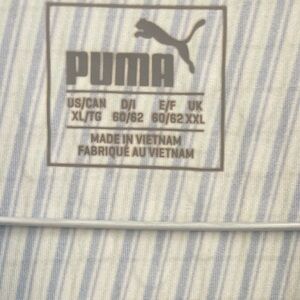 PUMA
US/CAN D/I E/F UK
XL/TG 60/62 60/62 XXL
MADE IN VIETNAM
FABRIQUÉ AU VIETNAM